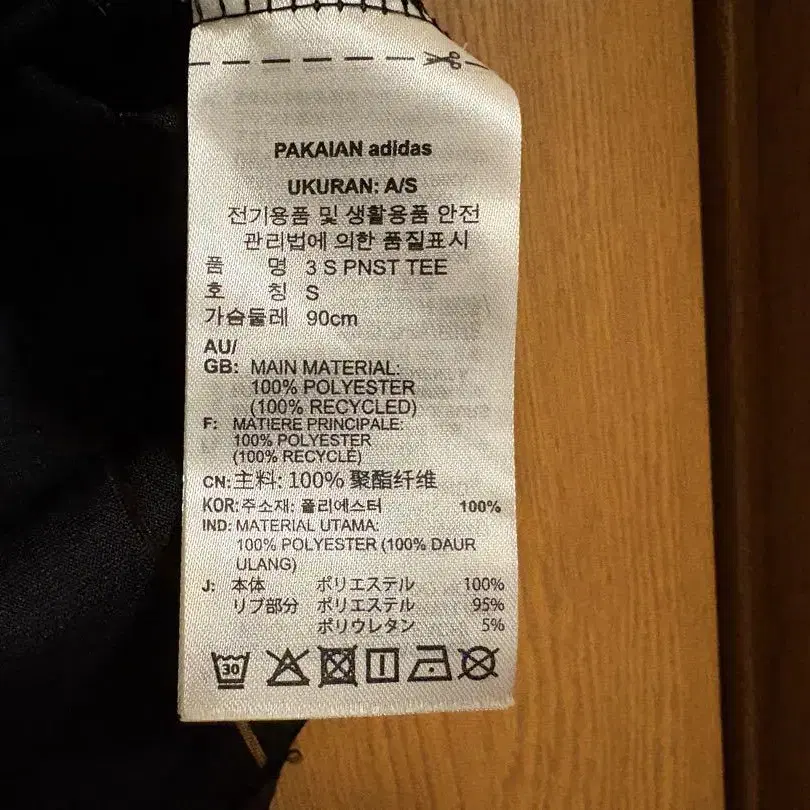 PAKAIAN adidas
UKURAN: A/S
전기용품 및 생활용품 안전
관리법에 의한 품질표시
품 명 3 S PNST TEE
호 칭 S
가슴둘레 90cm
AU/
GB: MAIN MATERIAL:
100% POLYESTER
(100% RECYCLED)
F: MATIERE PRINCIPALE:
100% POLYESTER
(100% RECYCLÉ)
CN: 主料: 100% 聚酯纤维
KOR: 주소재: 폴리에스터 100%
IND: MATERIAL UTAMA:
100% POLYESTER (100% DAUR
ULANG)
J: 本体 ポリエステル 100%
リブ部分 ポリエステル 95%
ポリウレタン 5%
30